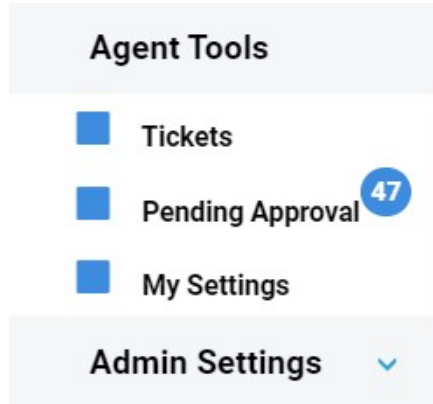 Agent Tools
Tickets
Pending Approval 47
My Settings
Admin Settings